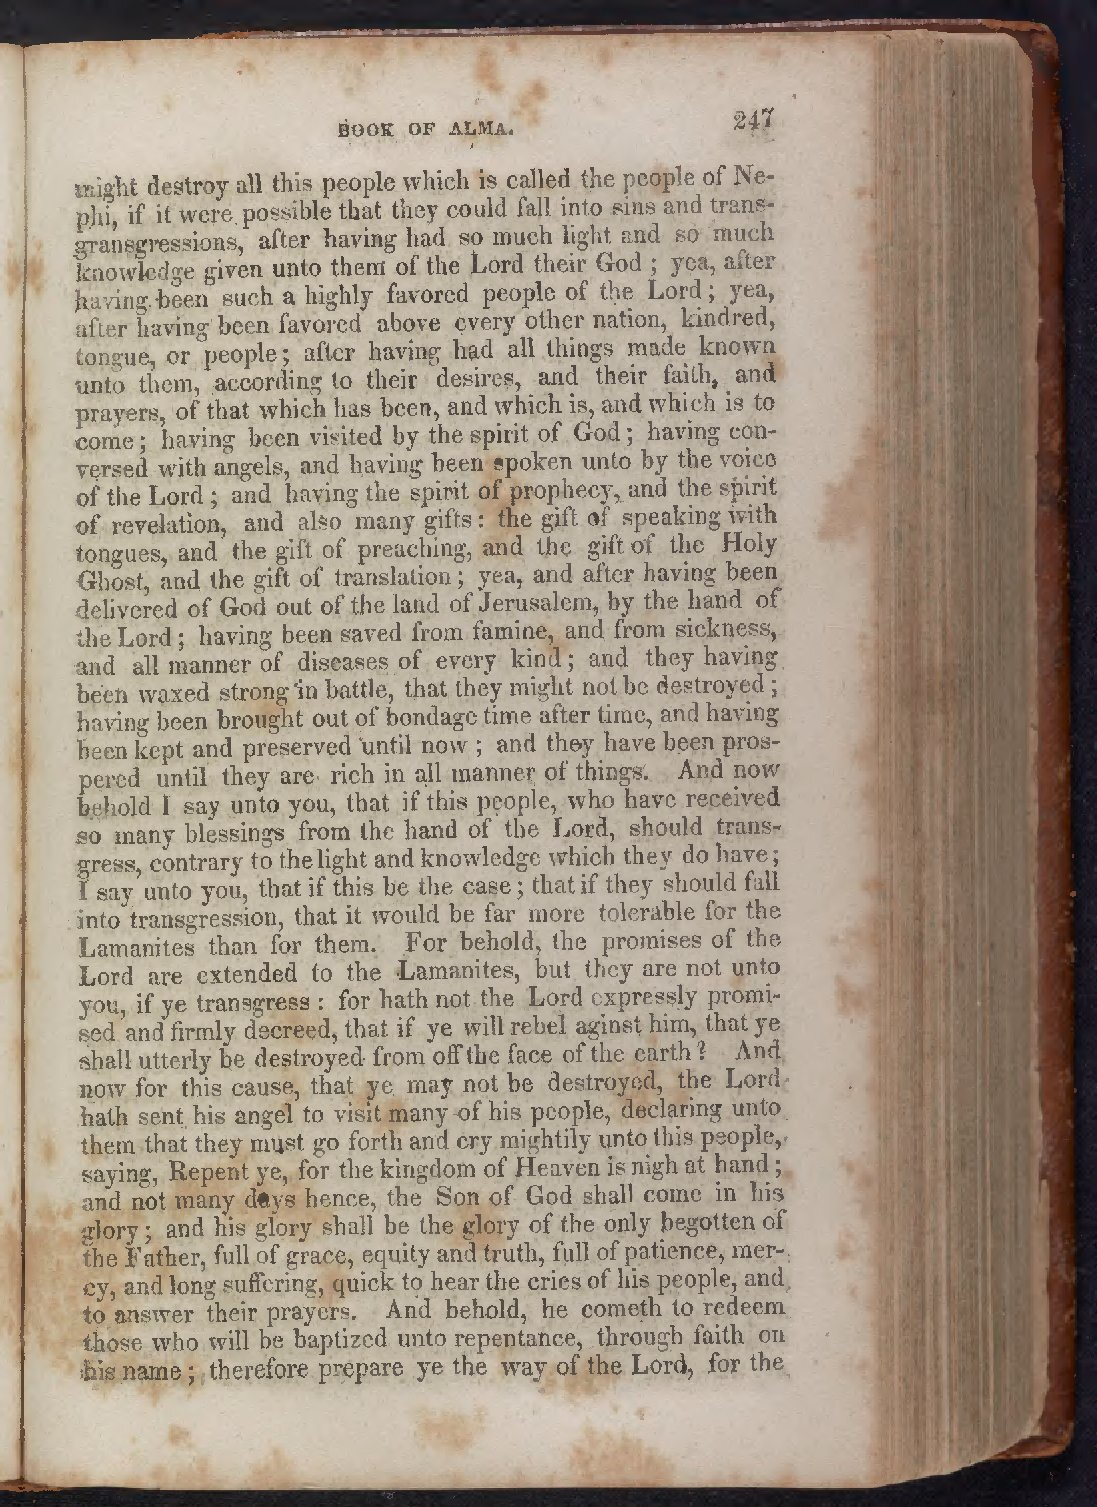 BOOK OF ALMA. 247
might destroy all this people which is called the people of Ne-
phi, if it were possible that they could fall into sins and trans-
gransgressions, after having had so much light and so much
knowledge given unto them of the Lord their God ; yea, after
having been such a highly favored people of the Lord ; yea,
after having been favored above every other nation, kindred,
tongue, or people ; after having had all things made known
unto them, according to their desires, and their faith, and
prayers, of that which has been, and which is, and which is to
come ; having been visited by the spirit of God ; having con-
versed with angels, and having been spoken unto by the voice
of the Lord ; and having the spirit of prophecy, and the spirit
of revelation, and also many gifts : the gift of speaking with
tongues, and the gift of preaching, and the gift of the Holy
Ghost, and the gift of translation ; yea, and after having been
delivered of God out of the land of Jerusalem, by the hand of
the Lord ; having been saved from famine, and from sickness,
and all manner of diseases of every kind ; and they having
been waxed strong in battle, that they might not be destroyed ;
having been brought out of bondage time after time, and having
been kept and preserved until now ; and they have been pros-
pered until they are rich in all manner of things. And now
behold I say unto you, that if this people, who have received
so many blessings from the hand of the Lord, should trans-
gress, contrary to the light and knowledge which they do have ;
I say unto you, that if this be the case ; that if they should fall
into transgression, that it would be far more tolerable for the
Lamanites than for them. For behold, the promises of the
Lord are extended to the Lamanites, but they are not unto
you, if ye transgress : for hath not the Lord expressly promi-
sed and firmly decreed, that if ye will rebel aginst him, that ye
shall utterly be destroyed from off the face of the earth ? And
now for this cause, that ye may not be destroyed, the Lord
hath sent his angel to visit many of his people, declaring unto
them that they must go forth and cry mightily unto this people,
saying, Repent ye, for the kingdom of Heaven is nigh at hand ;
and not many days hence, the Son of God shall come in his
glory ; and his glory shall be the glory of the only begotten of
the Father, full of grace, equity and truth, full of patience, mer-
cy, and long suffering, quick to hear the cries of his people, and
to answer their prayers. And behold, he cometh to redeem
those who will be baptized unto repentance, through faith on
his name ; therefore prepare ye the way of the Lord, for the